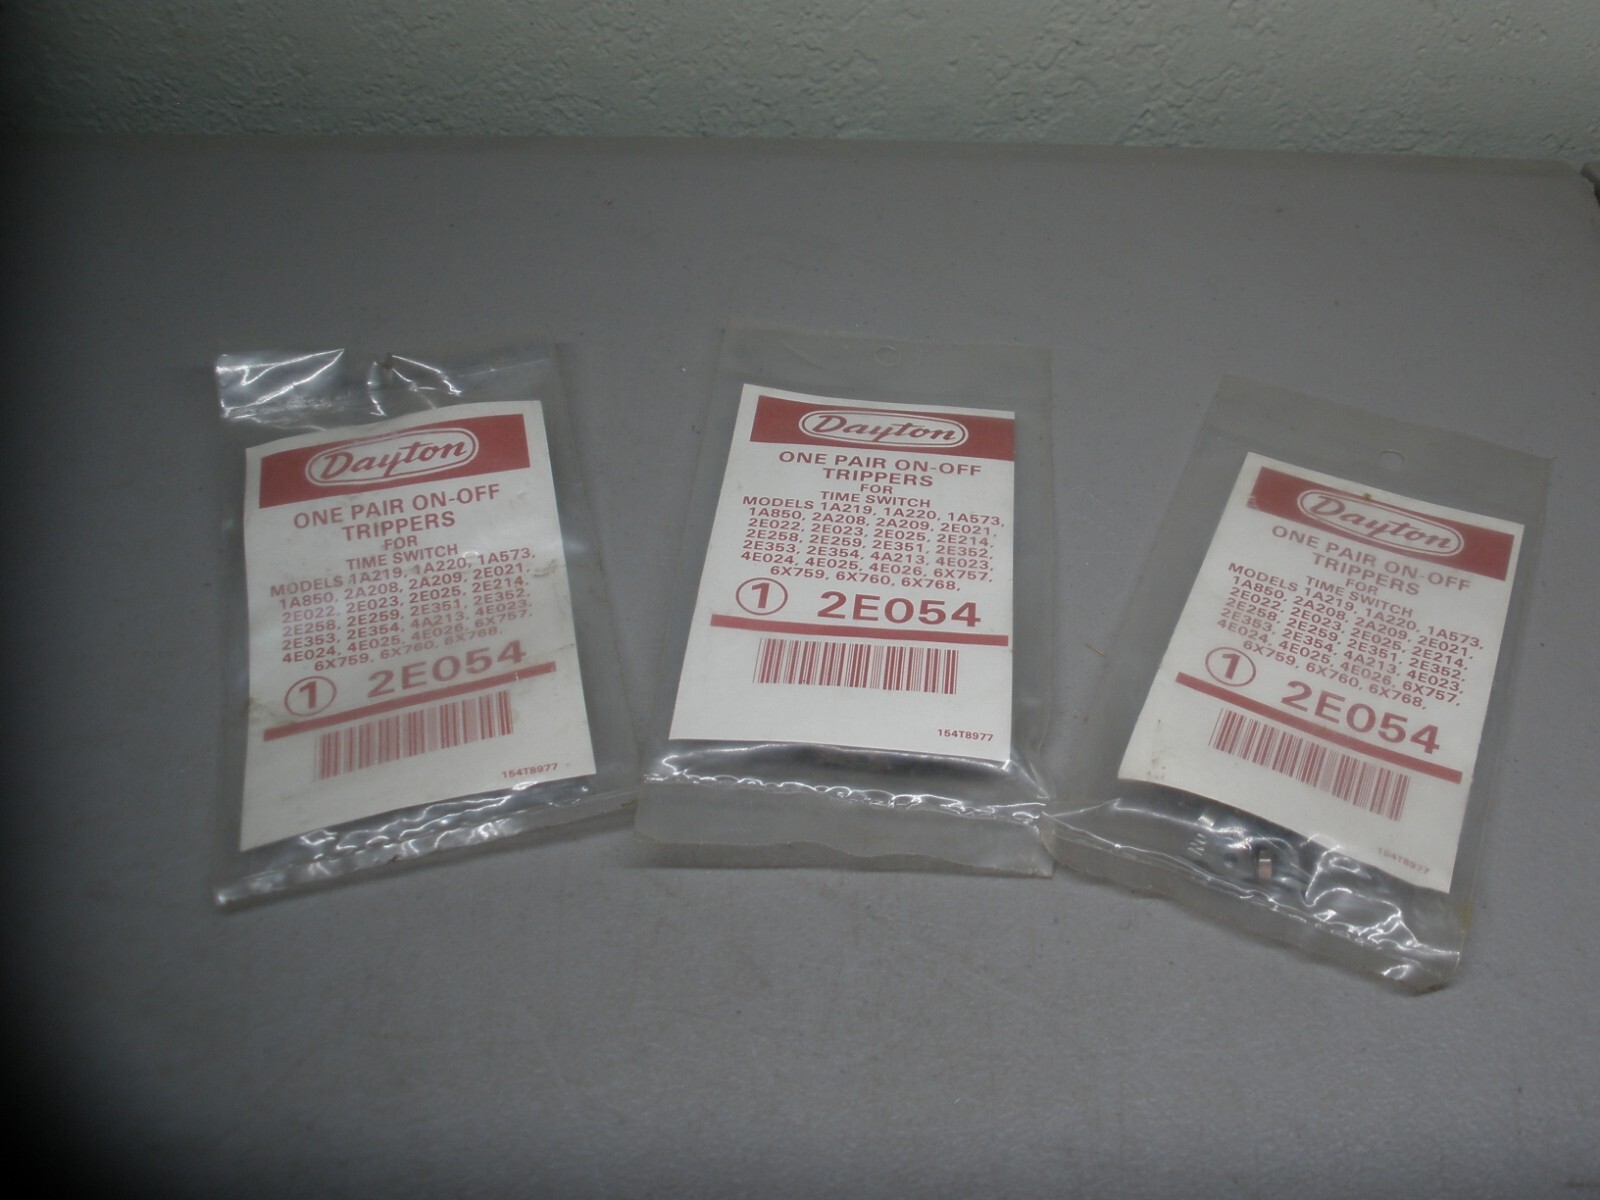 Dayton
ONE PAIR ON-OFF
TRIPPERS
FOR
TIME SWITCH
MODELS 1A219, 1A220, 1A573,
1A850, 2A208, 2A209, 2E021,
2E022, 2E023, 2E025, 2E214,
2E258, 2E259, 2E351, 2E352,
2E353, 2E354, 4A213, 4E023,
4E024, 4E025, 4E026, 6X757,
6X759, 6X760, 6X768,
1 2E054
154T8977
Dayton
ONE PAIR ON-OFF
TRIPPERS
FOR
TIME SWITCH
MODELS 1A219, 1A220, 1A573,
1A850, 2A208, 2A209, 2E021,
2E022, 2E023, 2E025, 2E214,
2E258, 2E259, 2E351, 2E352,
2E353, 2E354, 4A213, 4E023,
4E024, 4E025, 4E026, 6X757,
6X759, 6X760, 6X768,
1 2E054
154T8977
Dayton
ONE PAIR ON-OFF
TRIPPERS
FOR
TIME SWITCH
MODELS 1A219, 1A220, 1A573,
1A850, 2A208, 2A209, 2E021,
2E022, 2E023, 2E025, 2E214,
2E258, 2E259, 2E351, 2E352,
2E353, 2E354, 4A213, 4E023,
4E024, 4E025, 4E026, 6X757,
6X759, 6X760, 6X768,
1 2E054
154T8977